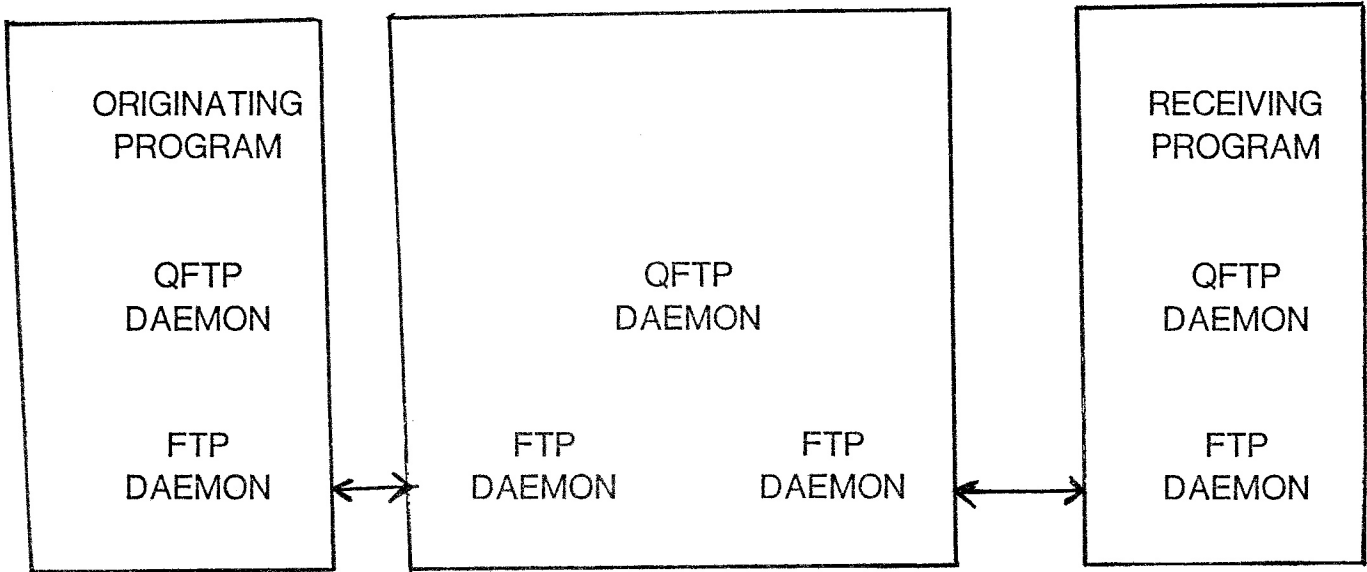 ORIGINATING
PROGRAM
QFTP
DAEMON
FTP
DAEMON
QFTP
DAEMON
FTP
DAEMON
FTP
DAEMON
RECEIVING
PROGRAM
QFTP
DAEMON
FTP
DAEMON